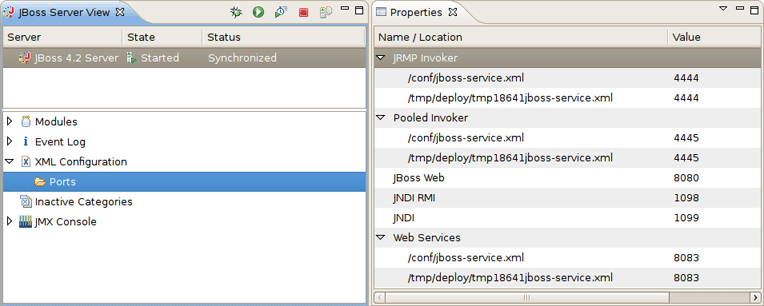 JBoss Server View
Server State Status
JBoss 4.2 Server Started Synchronized
Modules
Event Log
XML Configuration
Ports
Inactive Categories
JMX Console
Properties
Name / Location Value
JRMP Invoker
/conf/jboss-service.xml 4444
/tmp/deploy/tmp18641jboss-service.xml 4444
Pooled Invoker
/conf/jboss-service.xml 4445
/tmp/deploy/tmp18641jboss-service.xml 4445
JBoss Web 8080
JNDI RMI 1098
JNDI 1099
Web Services
/conf/jboss-service.xml 8083
/tmp/deploy/tmp18641jboss-service.xml 8083